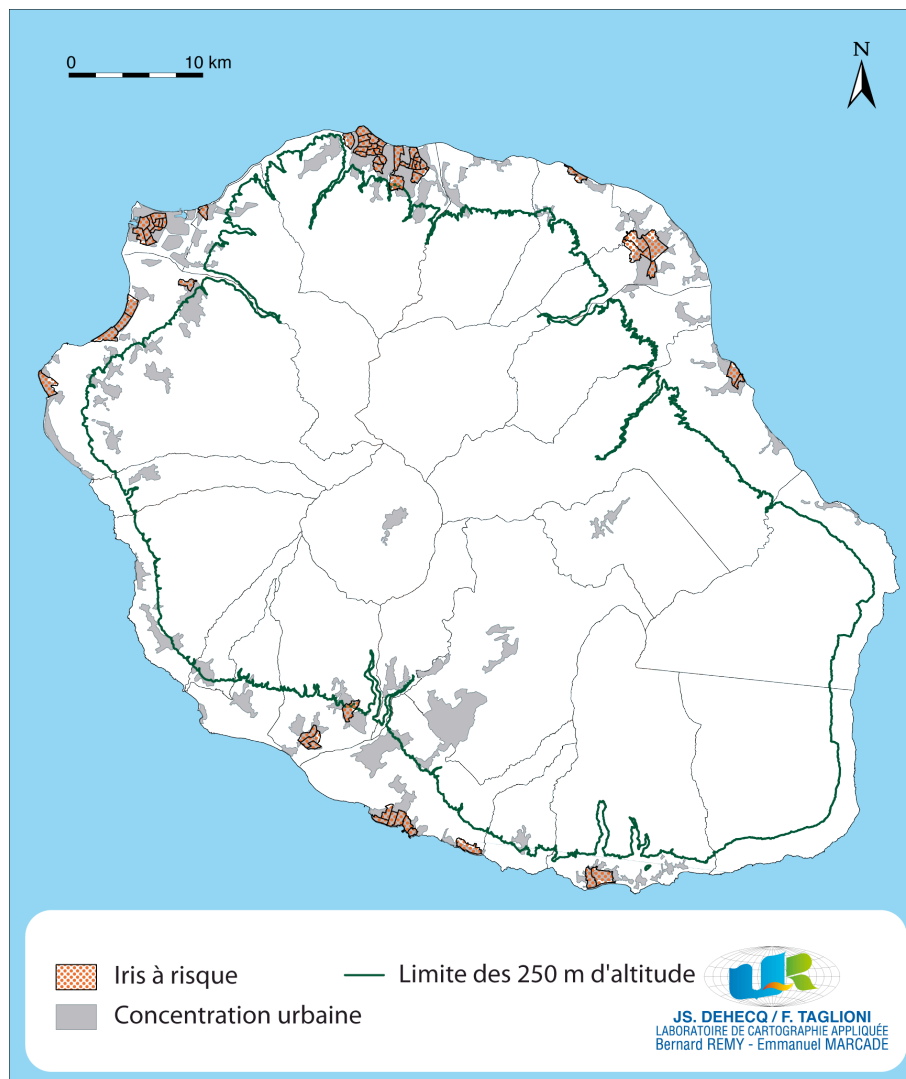 0 10 km
N
Iris à risque
Limite des 250 m d'altitude
Concentration urbaine
UR
JS. DEHECQ / F. TAGLIONI
LABORATOIRE DE CARTOGRAPHIE APPLIQUÉE
Bernard REMY - Emmanuel MARCADE